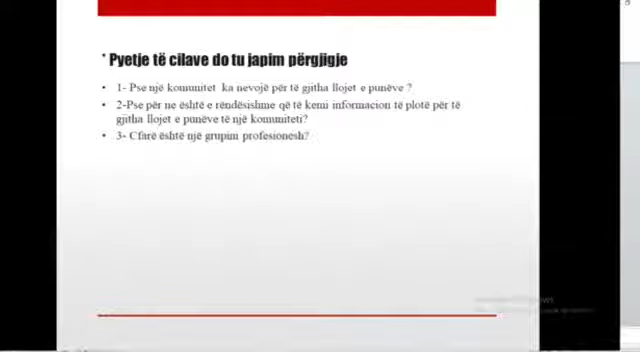 * Pyetje të cilave do tu japim përgjigje
• 1- Pse një komunitet ka nevojë për të gjitha llojet e punëve ?
• 2-Pse për ne është e rëndësishme që të kemi informacion të plotë për të
gjitha llojet e punëve të një komuniteti?
• 3- Cfarë është një grupim profesionesh?